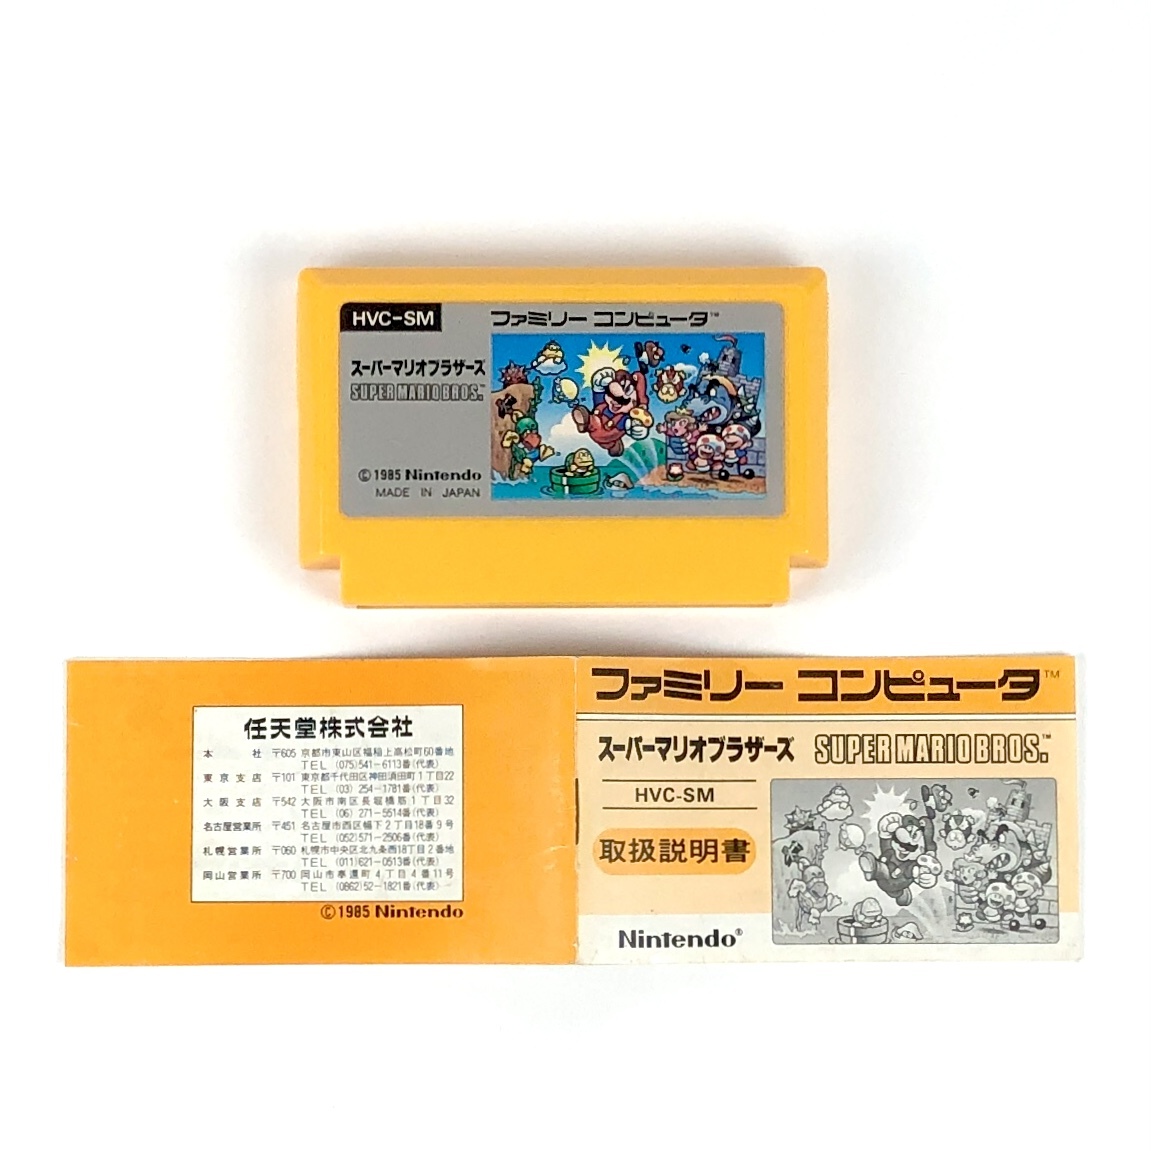 HVC-SM
ファミリー コンピュータ™
スーパーマリオブラザーズ
SUPER MARIO BROS.™
©1985 Nintendo
MADE IN JAPAN
任天堂株式会社
本 社 〒605 京都市東山区福稲上高松町60番地
TEL (075)541-6113番(代表)
東京支店 〒101 東京都千代田区神田須田町1丁目22
TEL (03) 254-1781番(代表)
大阪支店 〒542 大阪市南区長堀橋筋1丁目32
TEL (06) 271-5514番(代表)
名古屋営業所 〒451 名古屋市西区幅下2丁目18番9号
TEL (052)571-2506番(代表)
札幌営業所 〒060 札幌市中央区北九条西18丁目2番地
TEL (011)621-0513番(代表)
岡山営業所 〒700 岡山市奉還町4丁目4番11号
TEL (0862)52-1821番(代表)
©1985 Nintendo
ファミリー コンピュータ™
スーパーマリオブラザーズ SUPER MARIO BROS.™
HVC-SM
取扱説明書
Nintendo®